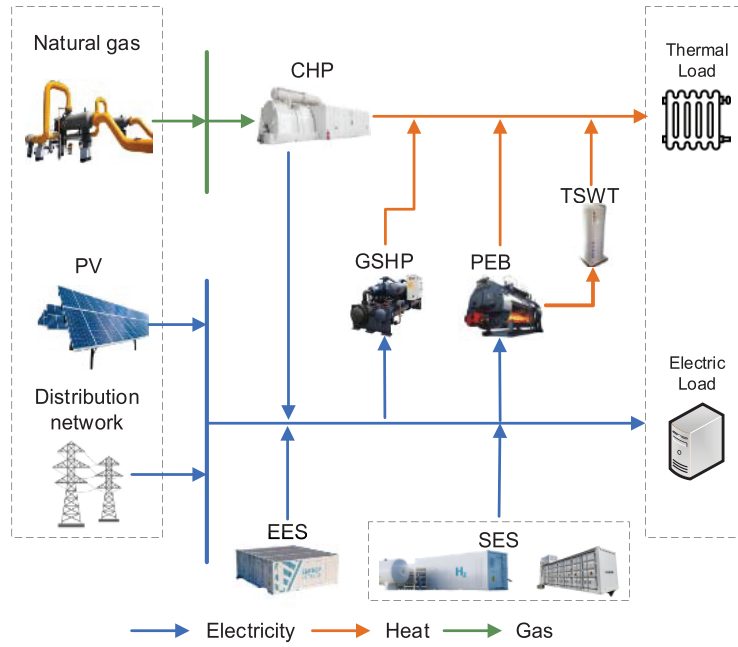 Natural gas
CHP
Thermal
Load
TSWT
PV
GSHP
PEB
Distribution
network
Electric
Load
EES
SES
H₂
Electricity
Heat
Gas